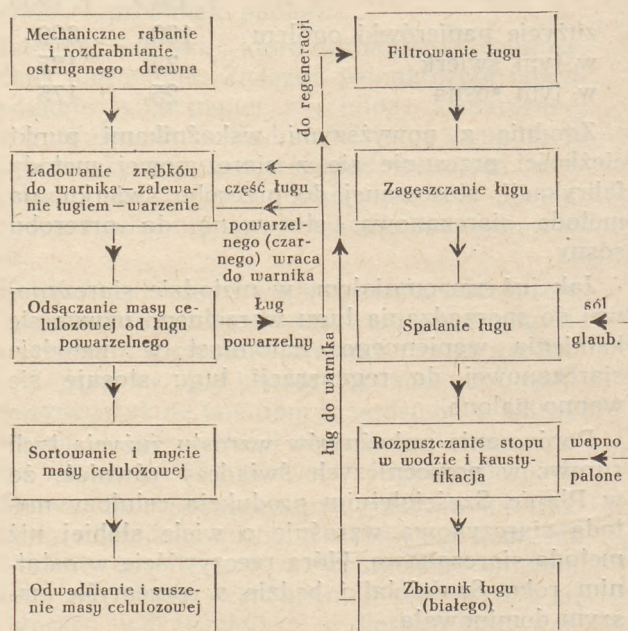 Mechaniczne rąbanie
i rozdrabnianie
ostruganego drewna
Ładowanie zrębków
do warnika — zalewa-
nie ługiem — warzenie
Odsączanie masy ce-
lulozowej od ługu
powarzelnego
Sortowanie i mycie
masy celulozowej
Odwadnianie i susze-
nie masy celulozowej
część ługu
powarzel-
nego (czar-
nego) wraca
do warnika
Ług
powarzelny
do regeneracji
ług do warnika
Filtrowanie ługu
Zagęszczanie ługu
Spalanie ługu
sól
glaub.
Rozpuszczanie stopu
w wodzie i kausty-
fikacja
wapno
palone
Zbiornik ługu
(białego)